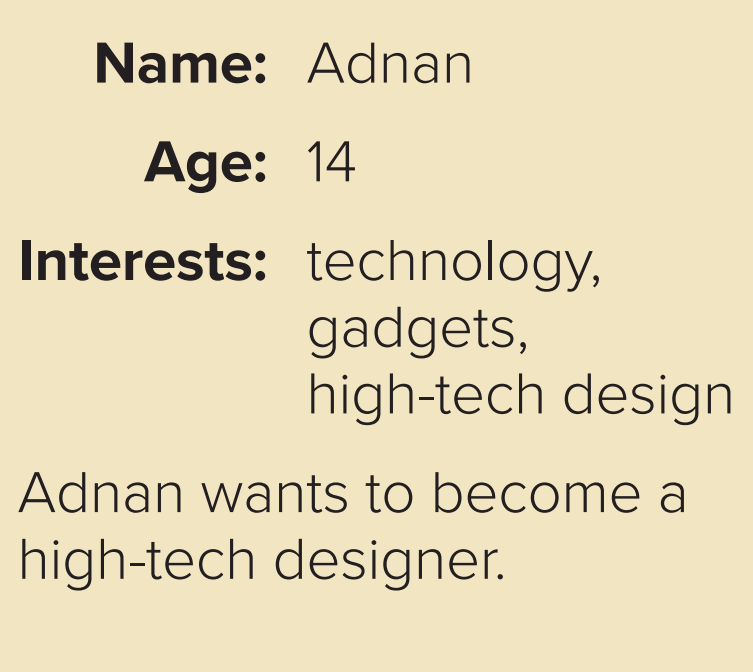 Name: Adnan
Age: 14
Interests: technology,
gadgets,
high-tech design
Adnan wants to become a
high-tech designer.